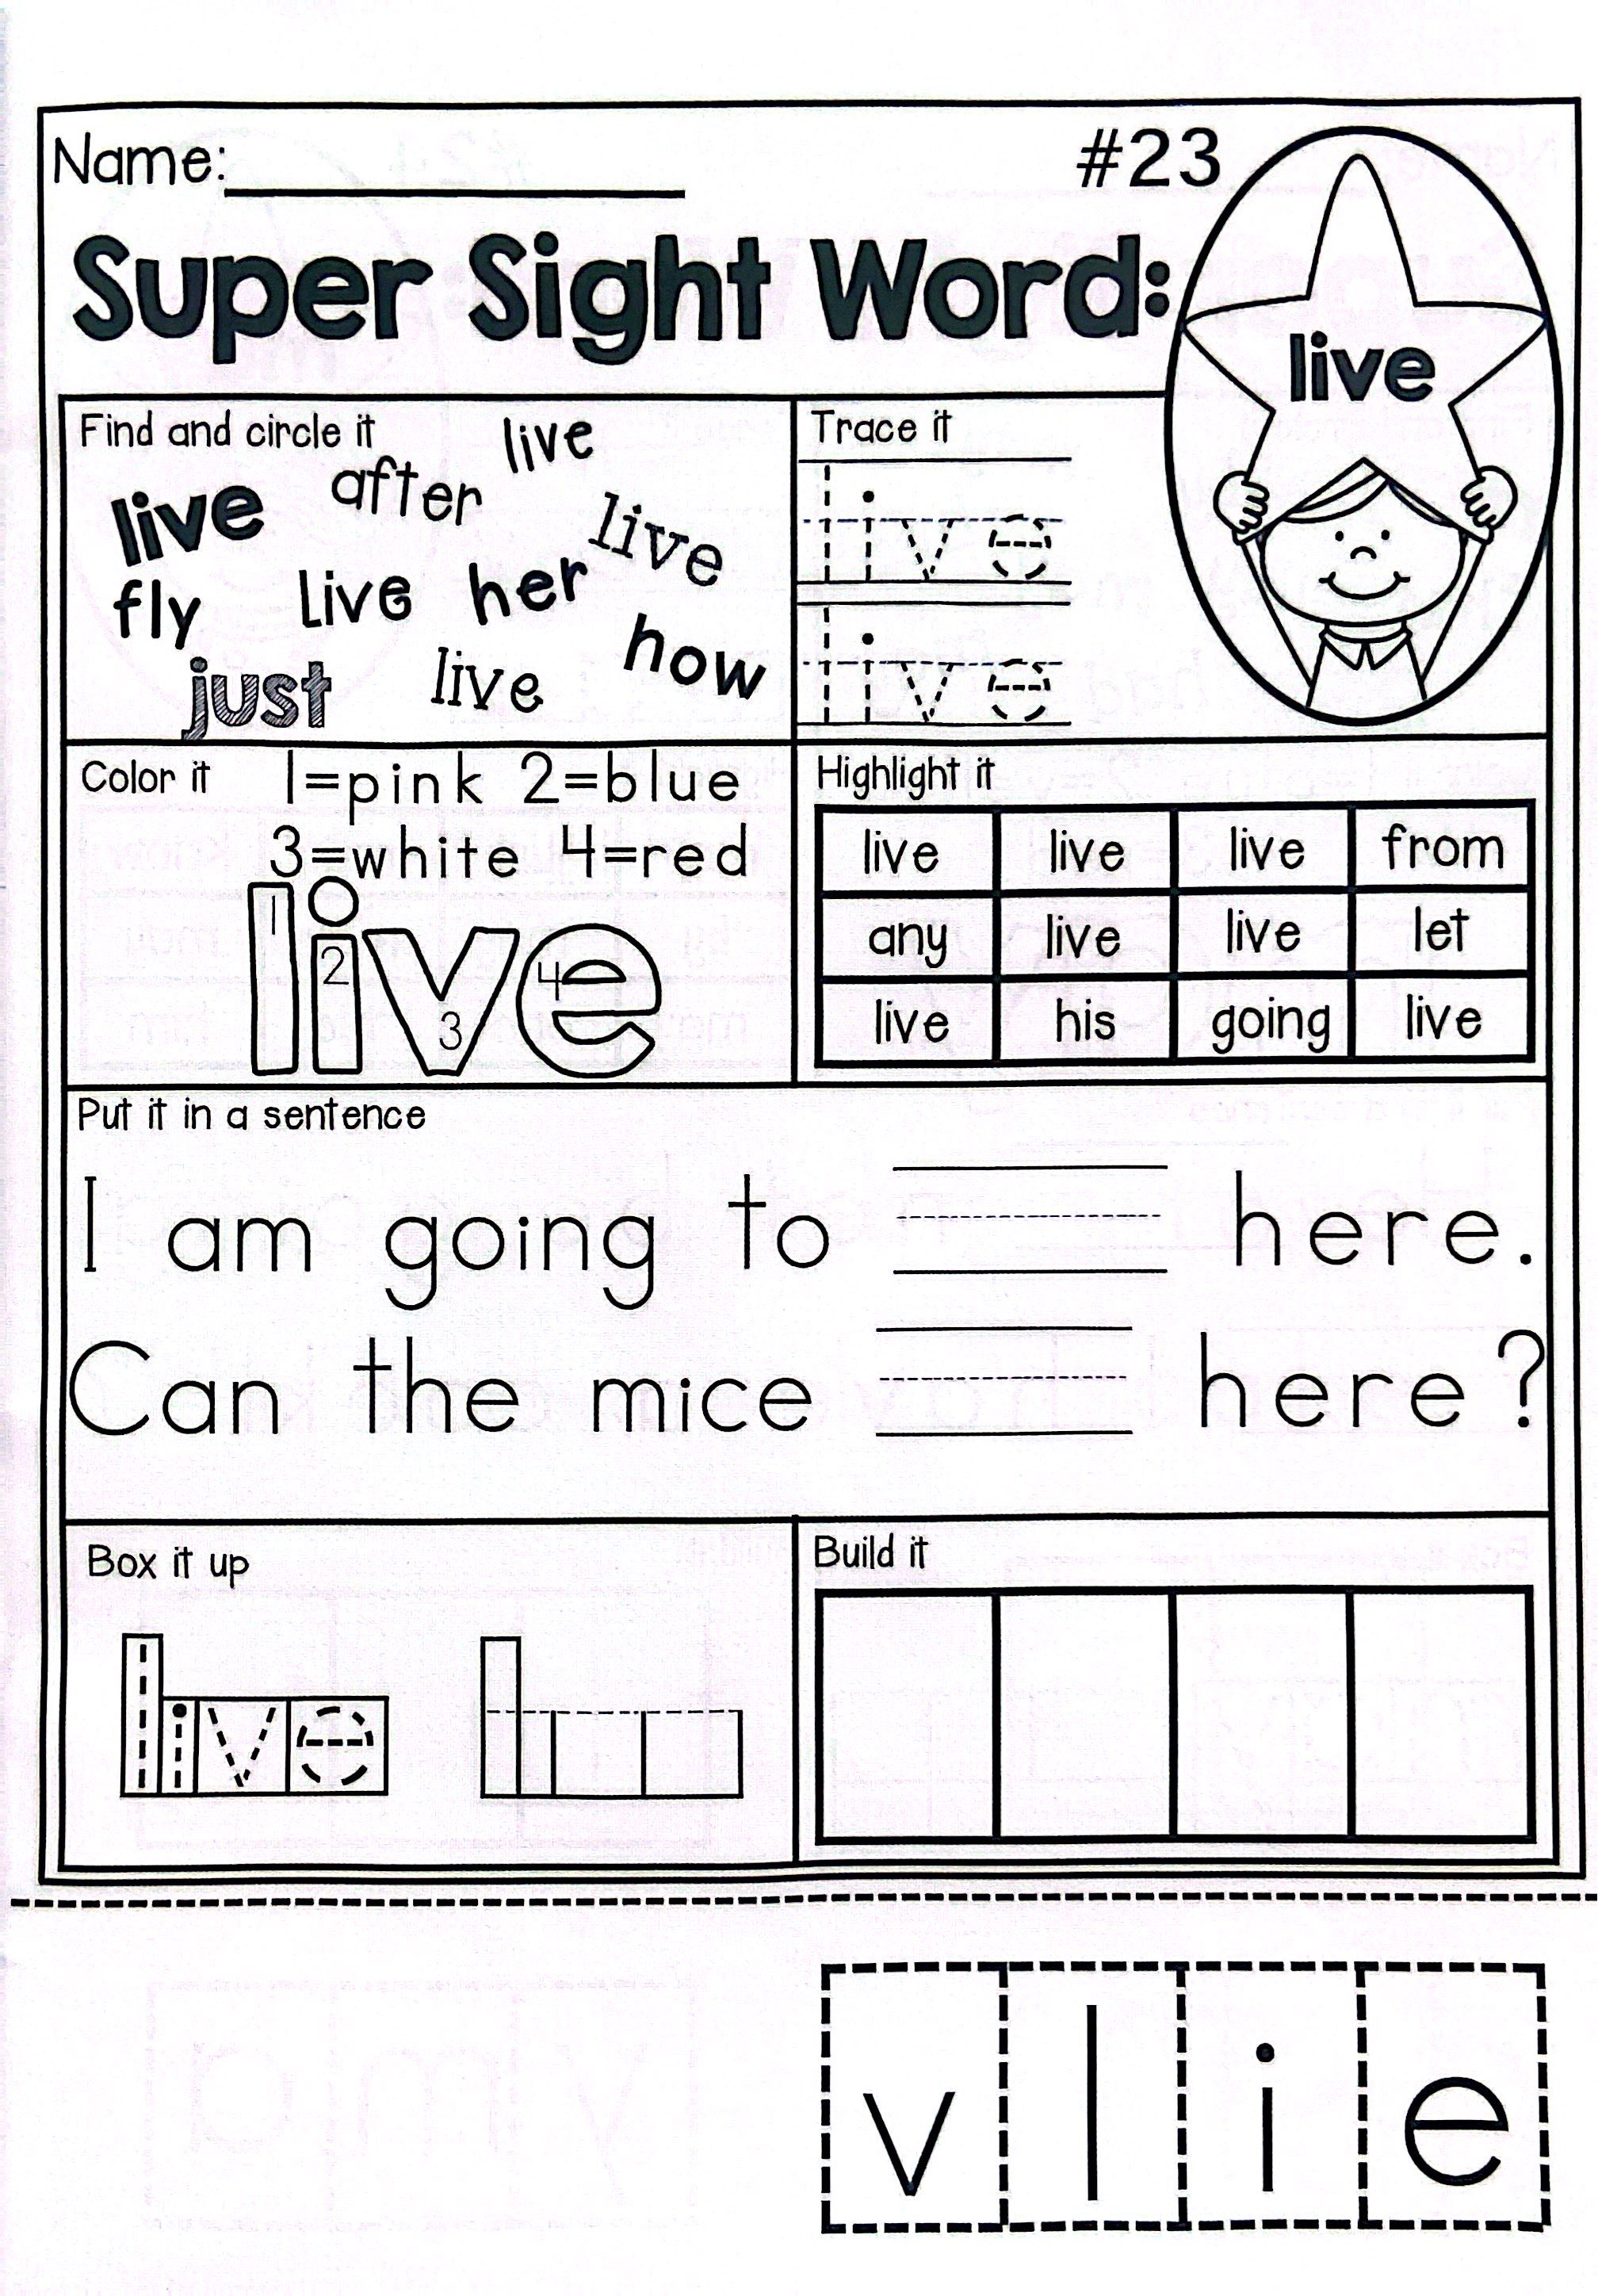 Name:
#23
Super Sight Word:
live
Find and circle it
live
after
live
live
fly
live
her
how
just
live
Trace it
live
live
Color it
1=pink 2=blue
3=white 4=red
live
1
2
3
4
Highlight it
live live live from
any live live let
live his going live
Put it in a sentence
I am going to here.
Can the mice here?
Box it up
live
Build it
v l i e